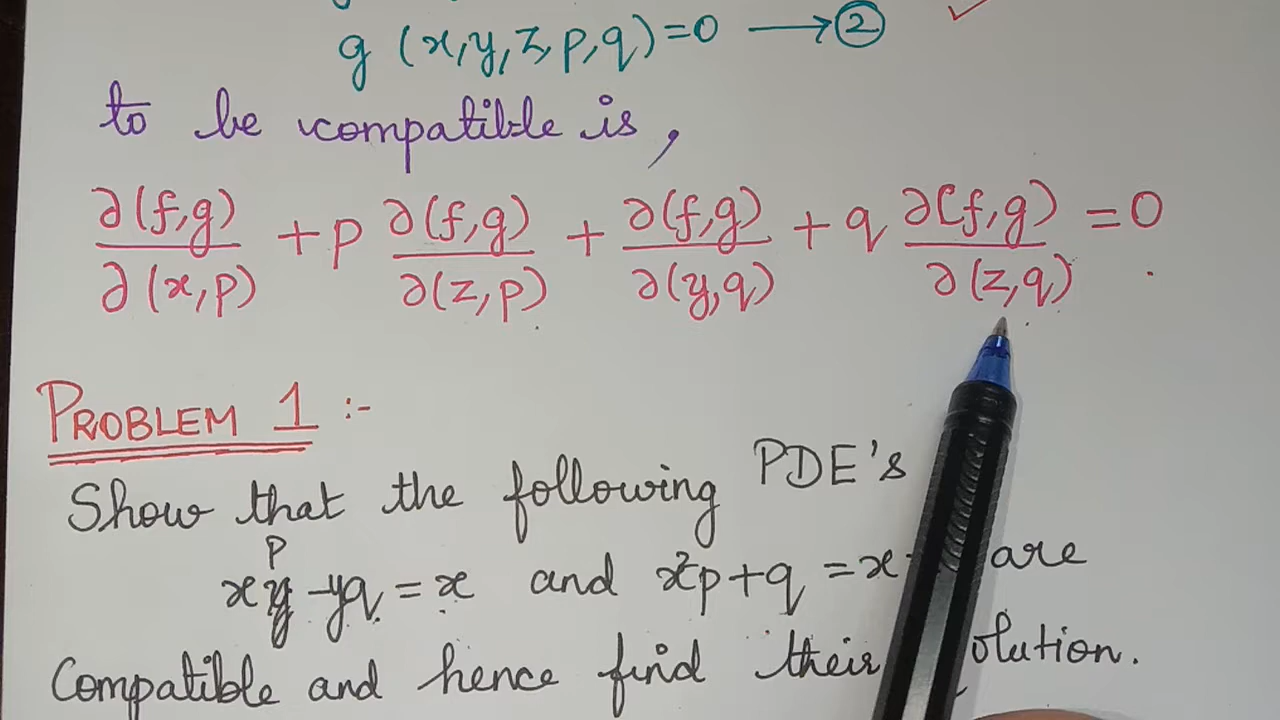 g (x,y,z,p,q)=0 → ②
to be compatible is,
∂(f,g)/∂(x,p) + p ∂(f,g)/∂(z,p) + ∂(f,g)/∂(y,q) + q ∂(f,g)/∂(z,q) = 0
PROBLEM 1 :-
Show that the following PDE's
p
x y - yq = x and x²p + q = x are
Compatible and hence find their olution.